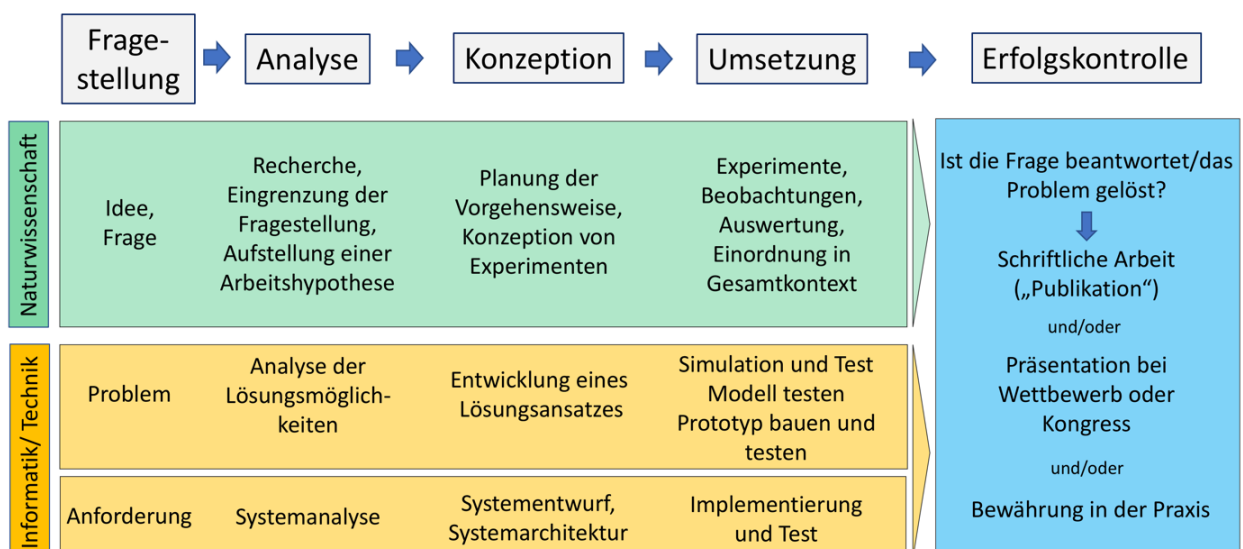 Frage-
stellung
Analyse
Konzeption
Umsetzung
Erfolgskontrolle
Naturwissenschaft
Idee,
Frage
Recherche,
Eingrenzung der
Fragestellung,
Aufstellung einer
Arbeitshypothese
Planung der
Vorgehensweise,
Konzeption von
Experimenten
Experimente,
Beobachtungen,
Auswertung,
Einordnung in
Gesamtkontext
Informatik/ Technik
Problem
Analyse der
Lösungsmöglich-
keiten
Entwicklung eines
Lösungsansatzes
Simulation und Test
Modell testen
Prototyp bauen und
testen
Anforderung
Systemanalyse
Systementwurf,
Systemarchitektur
Implementierung
und Test
Ist die Frage beantwortet/das
Problem gelöst?
Schriftliche Arbeit
(„Publikation“)
und/oder
Präsentation bei
Wettbewerb oder
Kongress
und/oder
Bewährung in der Praxis